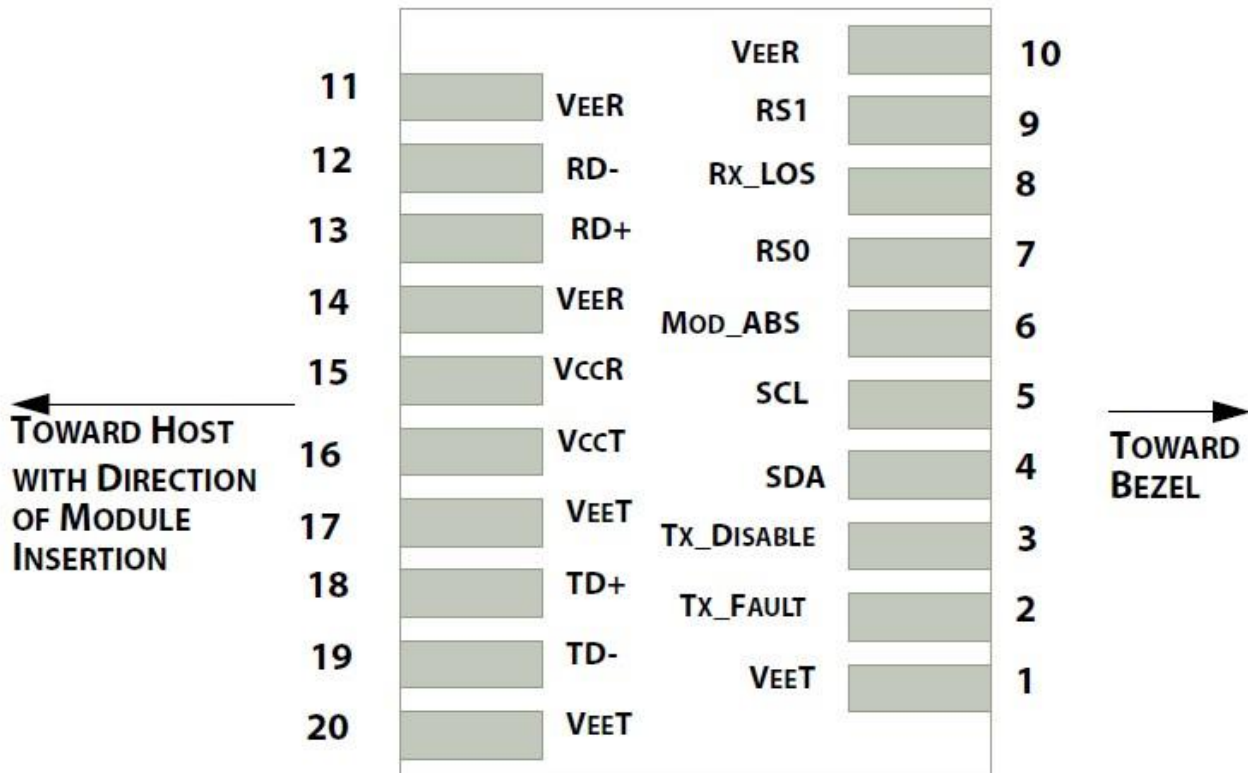 VEER 10
11 VEER
RS1 9
12 RD-
Rx_LOS 8
13 RD+
RS0 7
14 VEER
MOD_ABS 6
15 VccR
SCL 5
TOWARD HOST
WITH DIRECTION
OF MODULE
INSERTION
TOWARD
BEZEL
16 VccT
SDA 4
17 VEET
TX_DISABLE 3
18 TD+
TX_FAULT 2
19 TD-
VEET 1
20 VEET